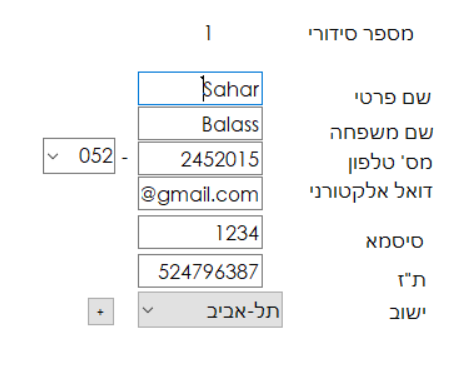 מספר סידורי 1
שם פרטי Sahar
שם משפחה Balass
מס' טלפון 2452015 - 052
דואל אלקטורני @gmail.com
סיסמא 1234
ת"ז 524796387
ישוב תל-אביב +